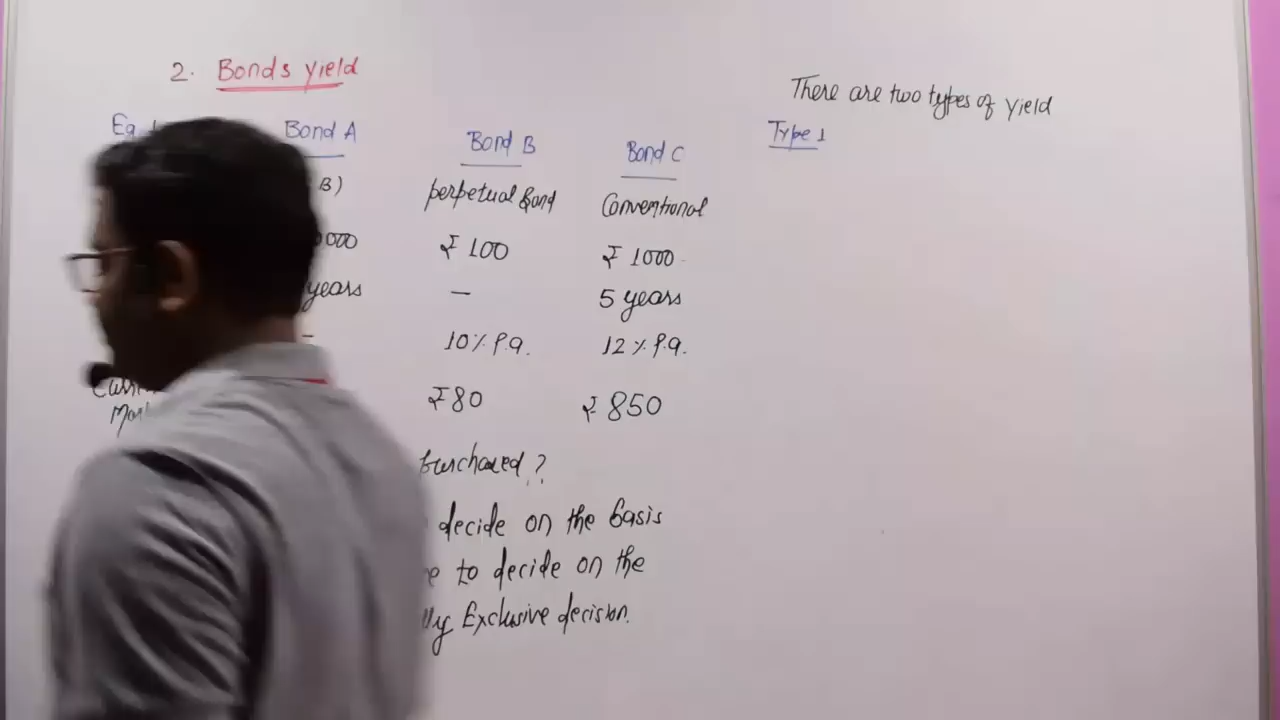 2. Bonds yield
There are two types of yield
Type 1
Eg. Bond A Bond B Bond C
B) perpetual Bond Conventional
000 ₹ 100 ₹ 1000
years — 5 years
- 10% P.a. 12% P.a.
₹80 ₹850
Purchased ?
decide on the basis
to decide on the
Exclusive decision.